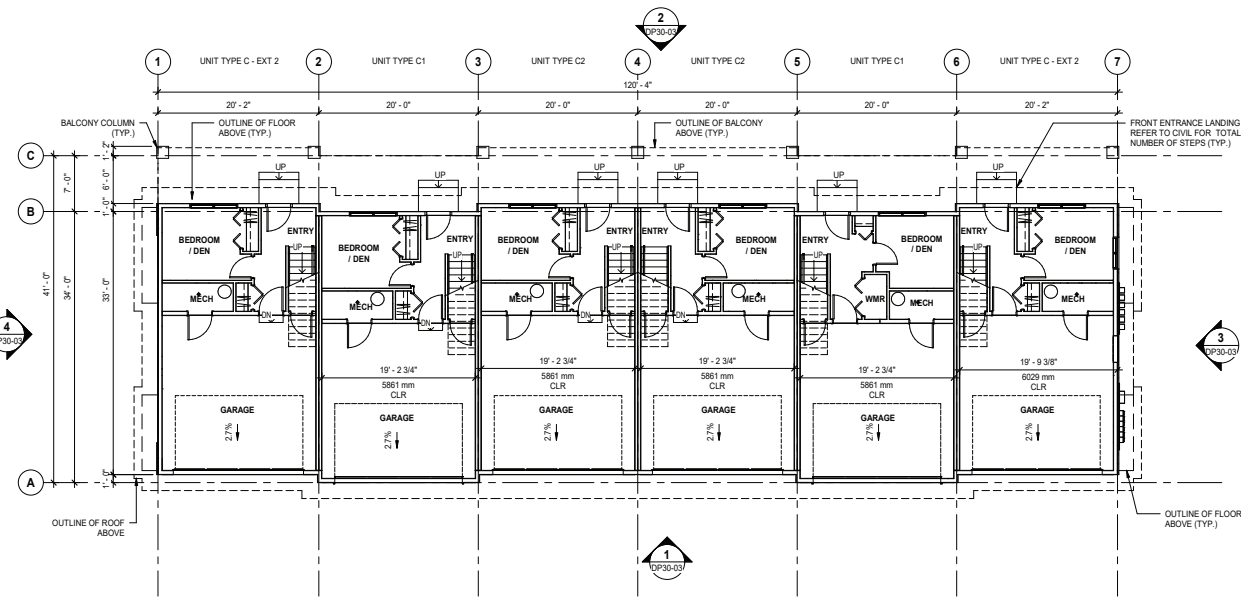 2
DP30-03
1
UNIT TYPE C - EXT 2
2
UNIT TYPE C1
3
UNIT TYPE C2
4
UNIT TYPE C2
5
UNIT TYPE C1
6
UNIT TYPE C - EXT 2
7
120' - 4"
20' - 2"
20' - 0"
20' - 0"
20' - 0"
20' - 0"
20' - 2"
BALCONY COLUMN
(TYP.)
OUTLINE OF FLOOR
ABOVE (TYP.)
OUTLINE OF BALCONY
ABOVE (TYP.)
FRONT ENTRANCE LANDING
REFER TO CIVIL FOR TOTAL
NUMBER OF STEPS (TYP.)
C
B
A
1' - 2"
7' - 0"
6' - 0"
1' - 0"
41' - 0"
34' - 0"
33' - 0"
1' - 0"
UP
UP
UP
UP
UP
UP
BEDROOM
/ DEN
ENTRY
UP
MECH
DN
BEDROOM
/ DEN
ENTRY
UP
MECH
DN
BEDROOM
/ DEN
ENTRY
UP
MECH
DN
ENTRY
BEDROOM
/ DEN
UP
MECH
DN
ENTRY
BEDROOM
/ DEN
UP
WMR
MECH
ENTRY
BEDROOM
/ DEN
UP
MECH
DN
4
DP30-03
3
DP30-03
19' - 2 3/4"
5861 mm
CLR
19' - 2 3/4"
5861 mm
CLR
19' - 2 3/4"
5861 mm
CLR
19' - 2 3/4"
5861 mm
CLR
19' - 9 3/8"
6029 mm
CLR
GARAGE
2.7%
GARAGE
2.7%
GARAGE
2.7%
GARAGE
2.7%
GARAGE
2.7%
GARAGE
2.7%
OUTLINE OF ROOF
ABOVE
OUTLINE OF FLOOR
ABOVE (TYP.)
1
DP30-03